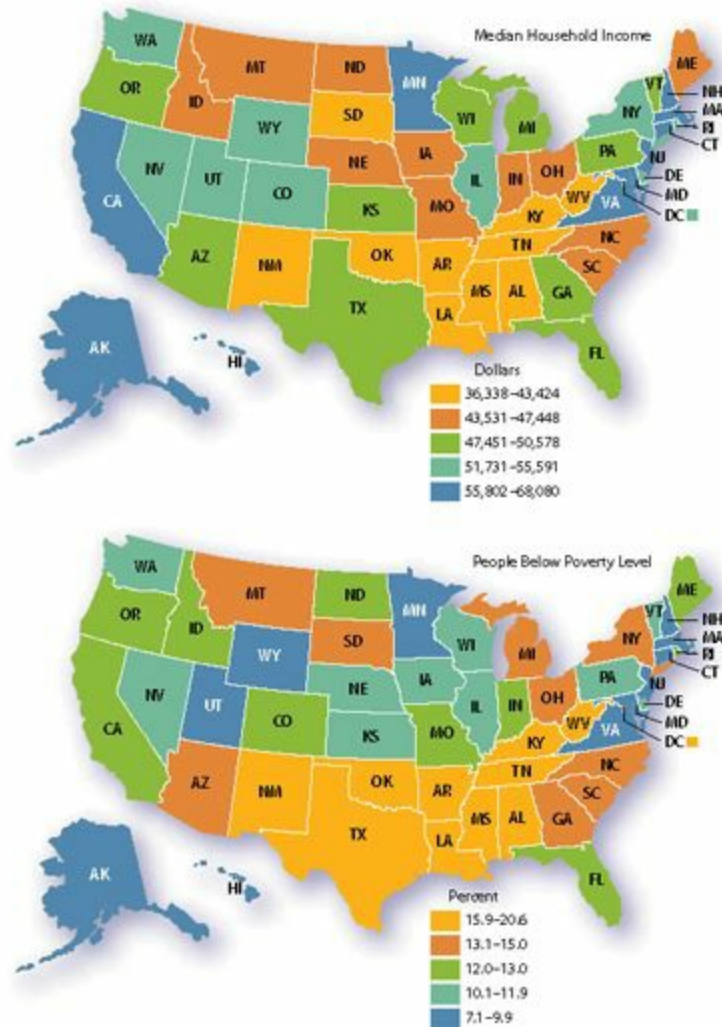 Median Household Income
WA
MT
ND
MN
ME
VT
NH
OR
ID
SD
WI
MI
NY
MA
RI
WY
CT
IA
PA
NJ
NE
OH
DE
NV
IL
IN
MD
UT
CO
WV
DC
CA
KS
MO
VA
KY
NC
TN
AZ
OK
NM
AR
SC
MS
AL
GA
TX
LA
AK
HI
FL
Dollars
36,338–43,424
43,531–47,448
47,451–50,578
51,731–55,591
55,802–68,080
People Below Poverty Level
WA
MT
ND
MN
ME
VT
NH
OR
ID
SD
WI
MI
NY
MA
RI
WY
CT
IA
PA
NJ
NE
OH
DE
NV
IL
IN
MD
UT
CO
WV
DC
CA
KS
MO
VA
KY
NC
TN
AZ
OK
NM
AR
SC
MS
AL
GA
TX
LA
AK
HI
FL
Percent
15.9–20.6
13.1–15.0
12.0–13.0
10.1–11.9
7.1–9.9